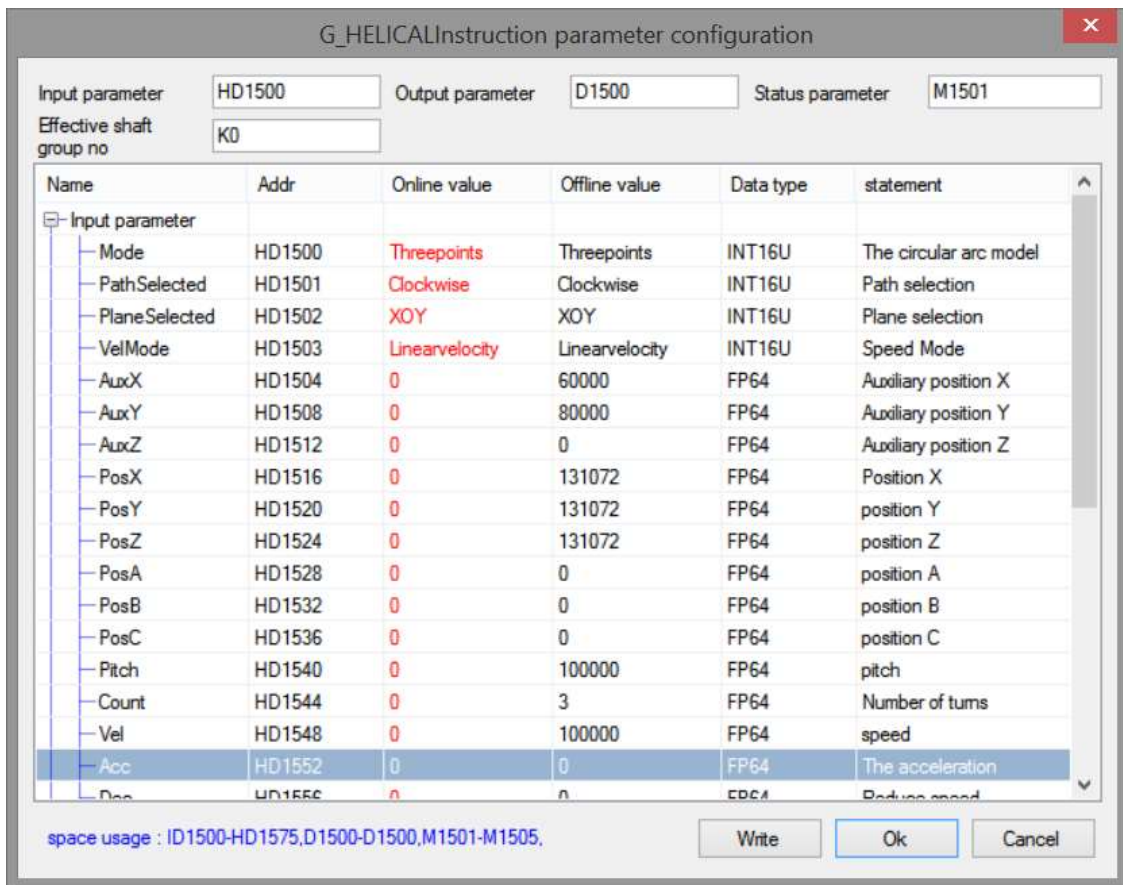 G_HELICALInstruction parameter configuration
Input parameter HD1500 Output parameter D1500 Status parameter M1501
Effective shaft group no K0
Name Addr Online value Offline value Data type statement
Input parameter
Mode HD1500 Threepoints Threepoints INT16U The circular arc model
PathSelected HD1501 Clockwise Clockwise INT16U Path selection
PlaneSelected HD1502 XOY XOY INT16U Plane selection
VelMode HD1503 Linearvelocity Linearvelocity INT16U Speed Mode
AuxX HD1504 0 60000 FP64 Auxiliary position X
AuxY HD1508 0 80000 FP64 Auxiliary position Y
AuxZ HD1512 0 0 FP64 Auxiliary position Z
PosX HD1516 0 131072 FP64 Position X
PosY HD1520 0 131072 FP64 position Y
PosZ HD1524 0 131072 FP64 position Z
PosA HD1528 0 0 FP64 position A
PosB HD1532 0 0 FP64 position B
PosC HD1536 0 0 FP64 position C
Pitch HD1540 0 100000 FP64 pitch
Count HD1544 0 3 FP64 Number of turns
Vel HD1548 0 100000 FP64 speed
Acc HD1552 0 0 FP64 The acceleration
Dec HD1556 0 0 FP64 Reduce speed
space usage : ID1500-HD1575,D1500-D1500,M1501-M1505,
Write Ok Cancel